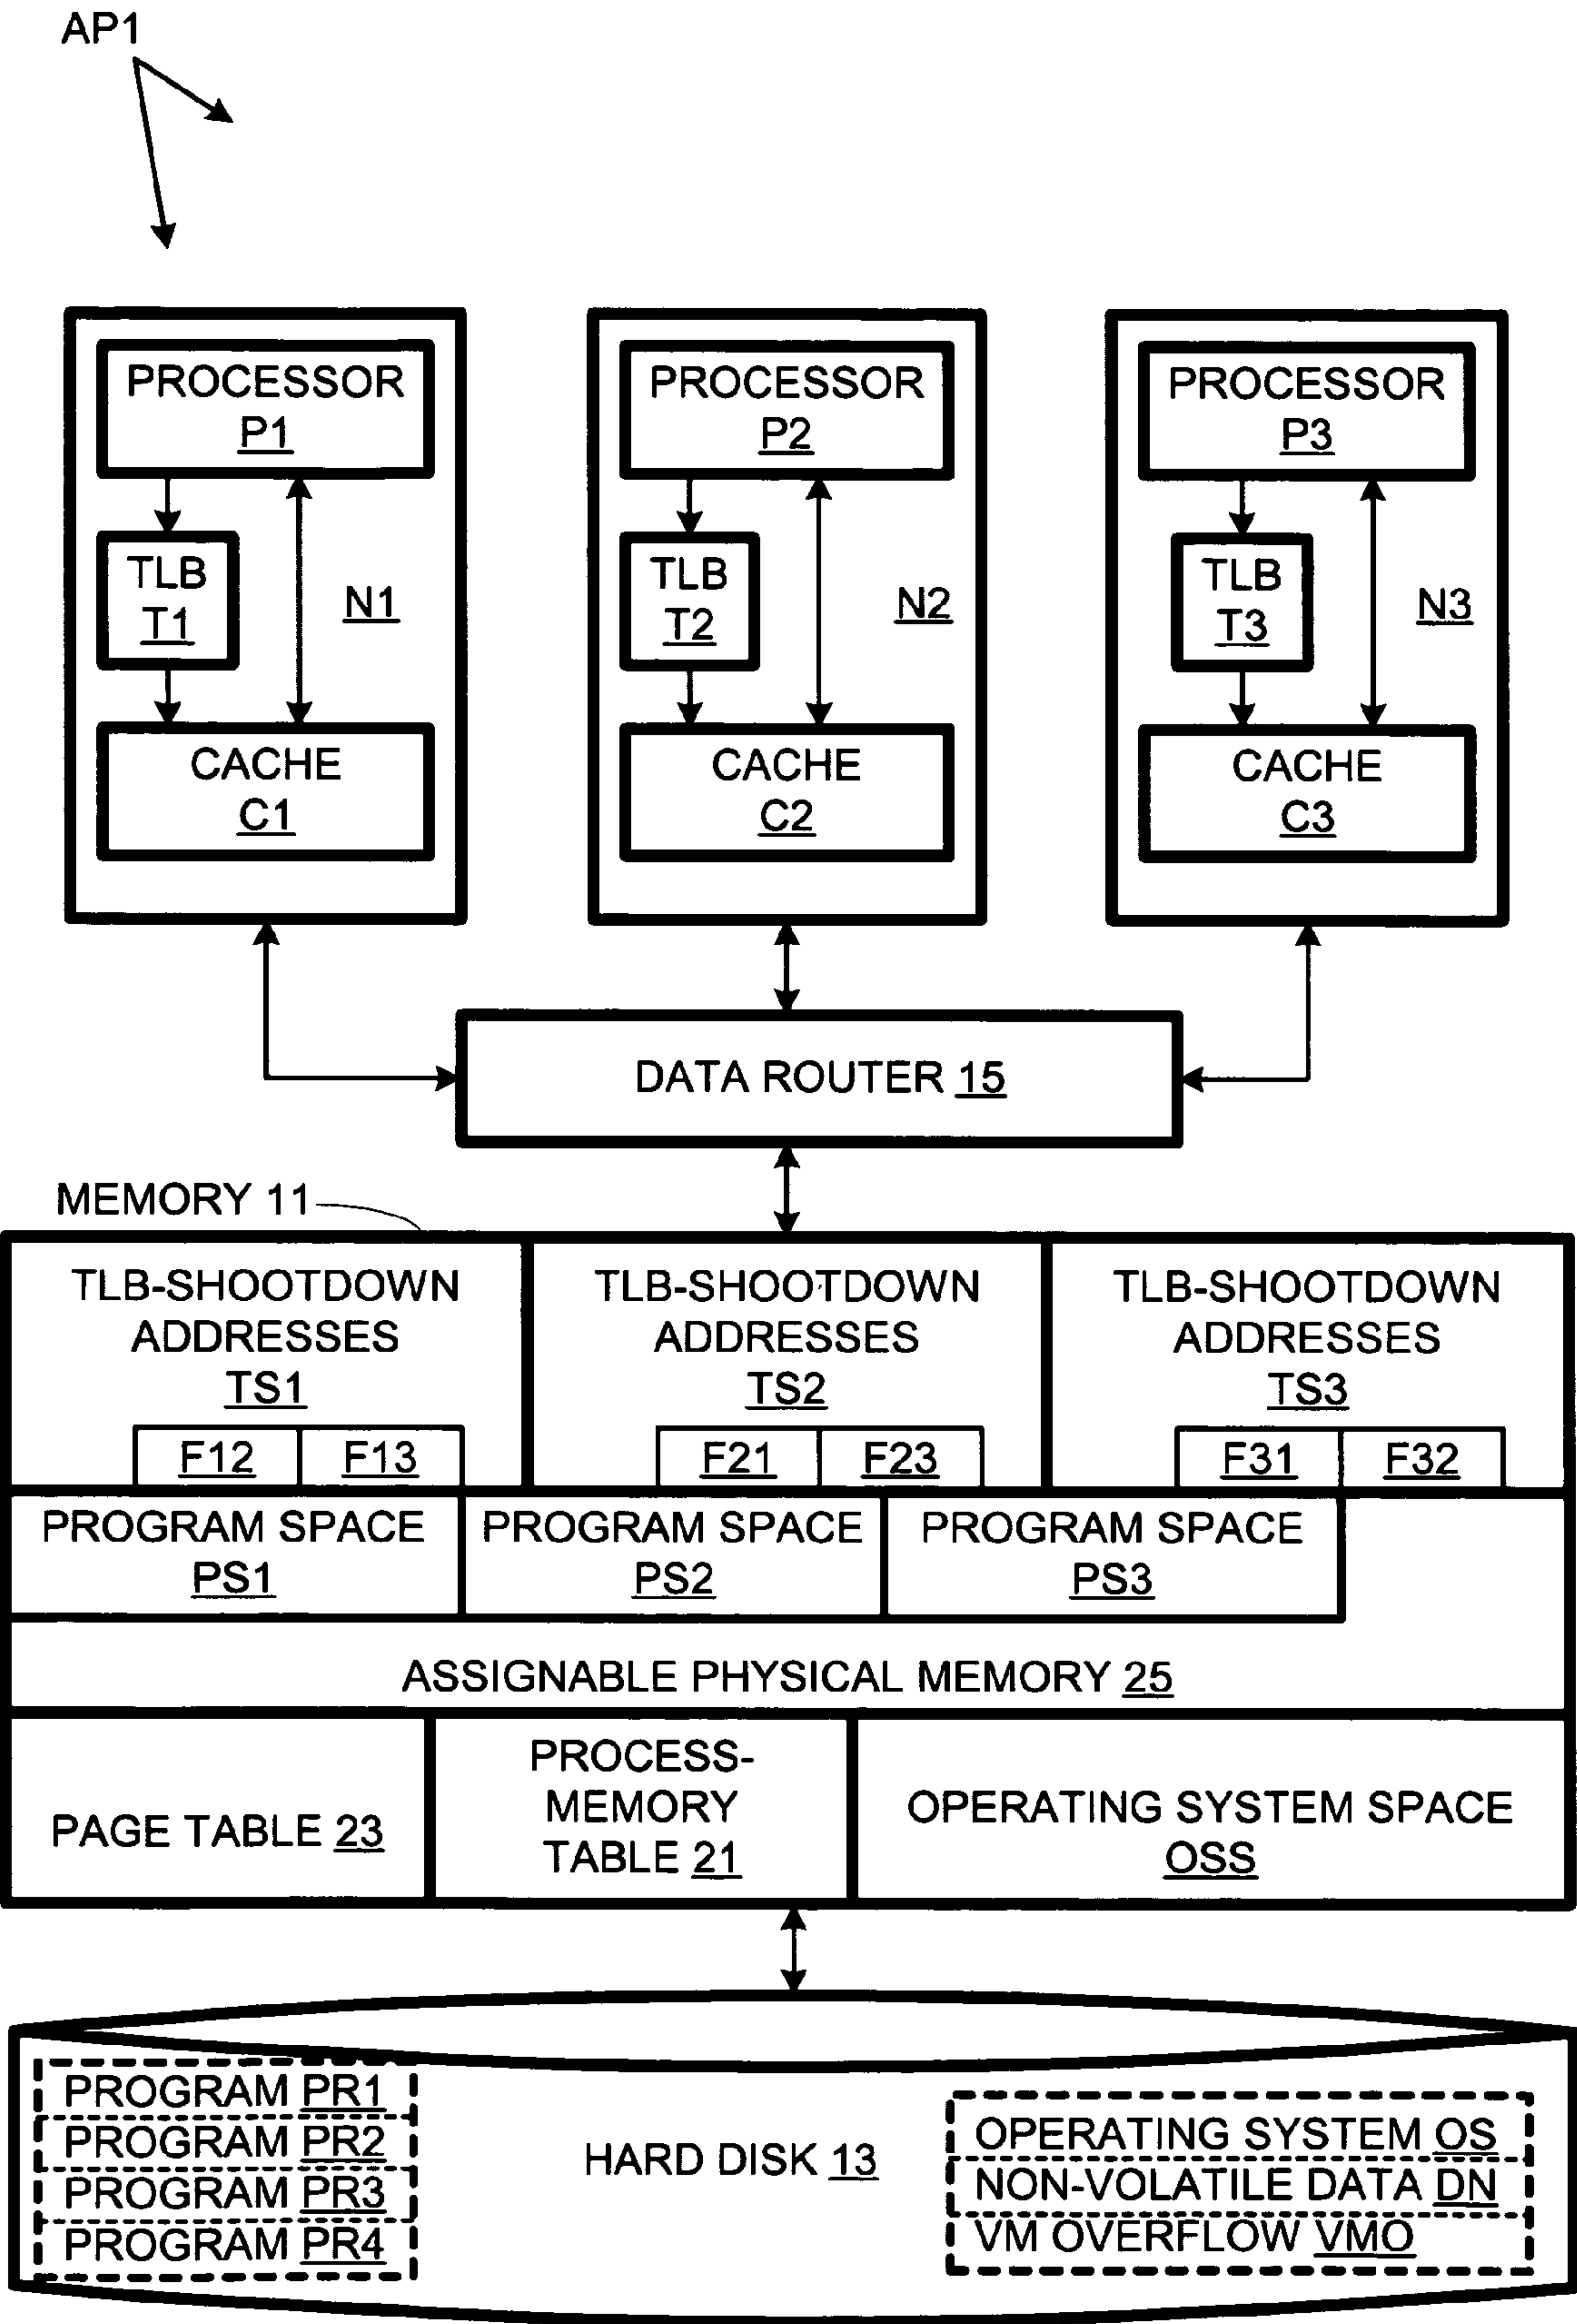 AP1
PROCESSOR
P1
TLB
T1
N1
CACHE
C1
PROCESSOR
P2
TLB
T2
N2
CACHE
C2
PROCESSOR
P3
TLB
T3
N3
CACHE
C3
DATA ROUTER 15
MEMORY 11
TLB-SHOOTDOWN
ADDRESSES
TS1
F12 F13
TLB-SHOOTDOWN
ADDRESSES
TS2
F21 F23
TLB-SHOOTDOWN
ADDRESSES
TS3
F31 F32
PROGRAM SPACE
PS1
PROGRAM SPACE
PS2
PROGRAM SPACE
PS3
ASSIGNABLE PHYSICAL MEMORY 25
PAGE TABLE 23
PROCESS-
MEMORY
TABLE 21
OPERATING SYSTEM SPACE
OSS
PROGRAM PR1
PROGRAM PR2
PROGRAM PR3
PROGRAM PR4
HARD DISK 13
OPERATING SYSTEM OS
NON-VOLATILE DATA DN
VM OVERFLOW VMO